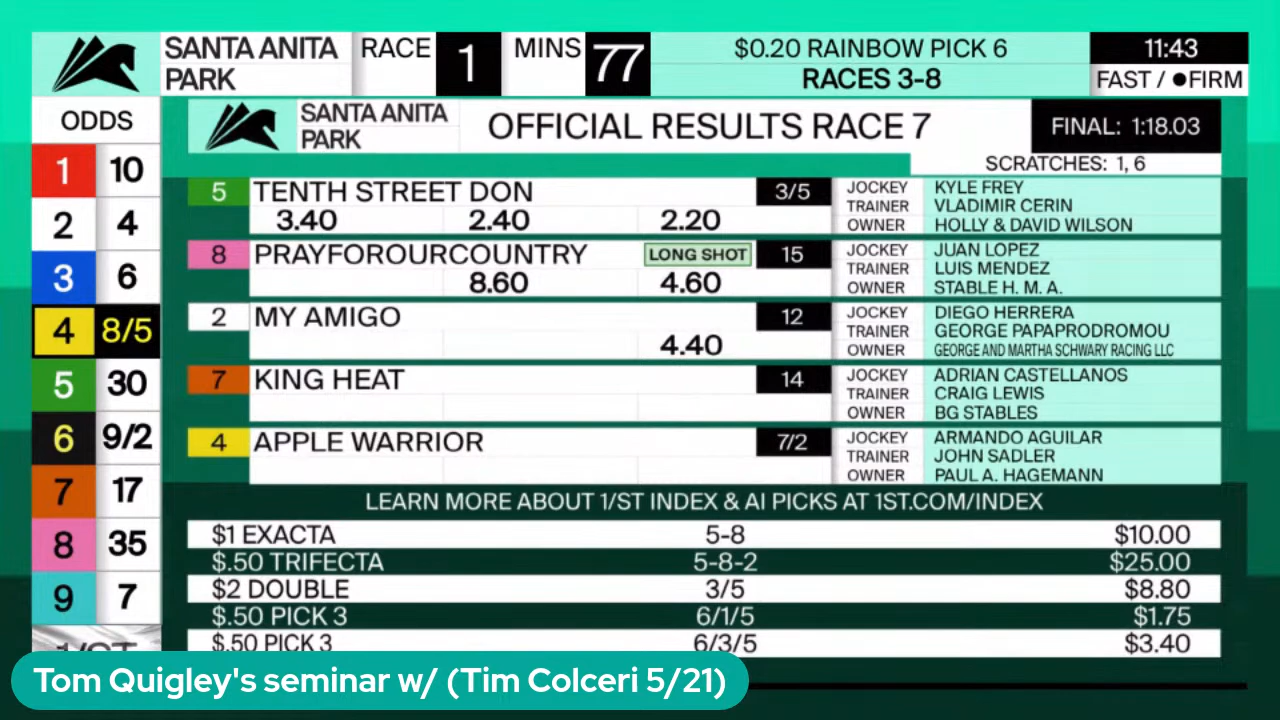 SANTA ANITA PARK RACE 1 MINS 77 $0.20 RAINBOW PICK 6 RACES 3-8 11:43 FAST / ●FIRM
ODDS
1 10
2 4
3 6
4 8/5
5 30
6 9/2
7 17
8 35
9 7
1/ST
SANTA ANITA PARK OFFICIAL RESULTS RACE 7 FINAL: 1:18.03
SCRATCHES: 1, 6
5 TENTH STREET DON 3/5 JOCKEY KYLE FREY
TRAINER VLADIMIR CERIN
3.40 2.40 2.20 OWNER HOLLY & DAVID WILSON
8 PRAYFOROURCOUNTRY LONG SHOT 15 JOCKEY JUAN LOPEZ
TRAINER LUIS MENDEZ
8.60 4.60 OWNER STABLE H. M. A.
2 MY AMIGO 12 JOCKEY DIEGO HERRERA
TRAINER GEORGE PAPAPRODROMOU
4.40 OWNER GEORGE AND MARTHA SCHWARY RACING LLC
7 KING HEAT 14 JOCKEY ADRIAN CASTELLANOS
TRAINER CRAIG LEWIS
OWNER BG STABLES
4 APPLE WARRIOR 7/2 JOCKEY ARMANDO AGUILAR
TRAINER JOHN SADLER
OWNER PAUL A. HAGEMANN
LEARN MORE ABOUT 1/ST INDEX & AI PICKS AT 1ST.COM/INDEX
$1 EXACTA 5-8 $10.00
$.50 TRIFECTA 5-8-2 $25.00
$2 DOUBLE 3/5 $8.80
$.50 PICK 3 6/1/5 $1.75
$.50 PICK 3 6/3/5 $3.40
Tom Quigley's seminar w/ (Tim Colceri 5/21)